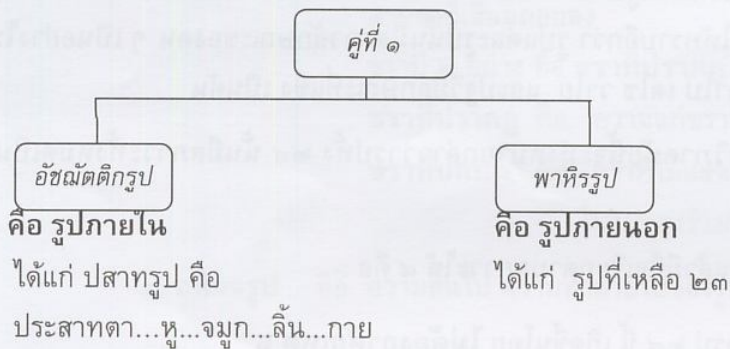 คู่ที่ ๑
อัชฌัตติกรูป
คือ รูปภายใน
ได้แก่ ปสาทรูป คือ
ประสาทตา...หู...จมูก...ลิ้น...กาย
พาหิรรูป
คือ รูปภายนอก
ได้แก่ รูปที่เหลือ ๒๓